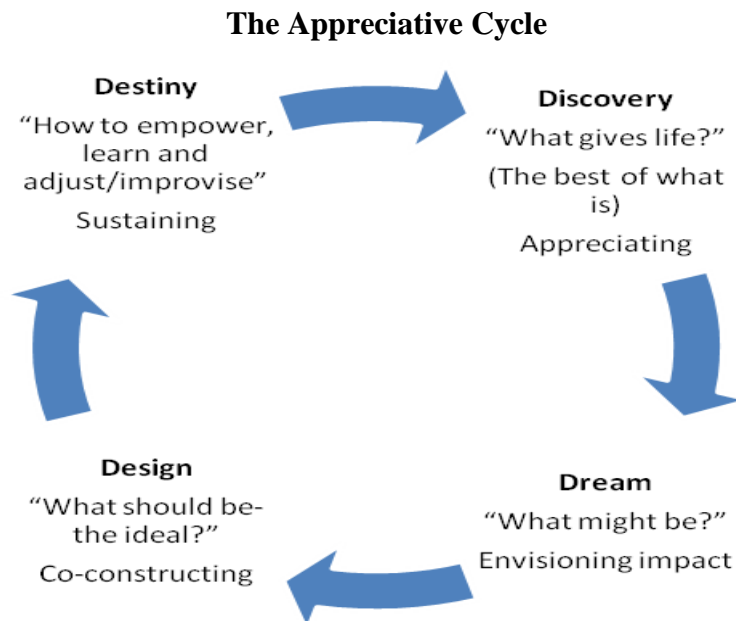 The Appreciative Cycle
Destiny
“How to empower,
learn and
adjust/improvise”
Sustaining
Discovery
“What gives life?”
(The best of what
is)
Appreciating
Dream
“What might be?”
Envisioning impact
Design
“What should be-
the ideal?”
Co-constructing